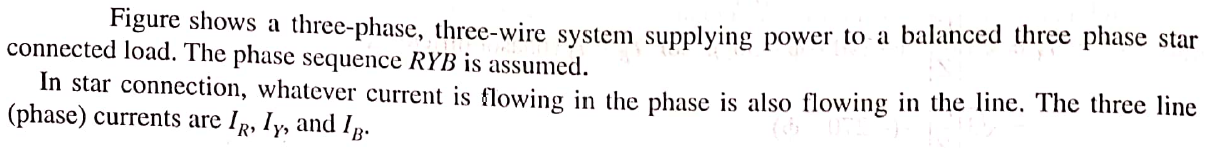 Figure shows a three-phase, three-wire system supplying power to a balanced three phase star
connected load. The phase sequence RYB is assumed.
In star connection, whatever current is flowing in the phase is also flowing in the line. The three line
(phase) currents are I_R, I_Y, and I_B.